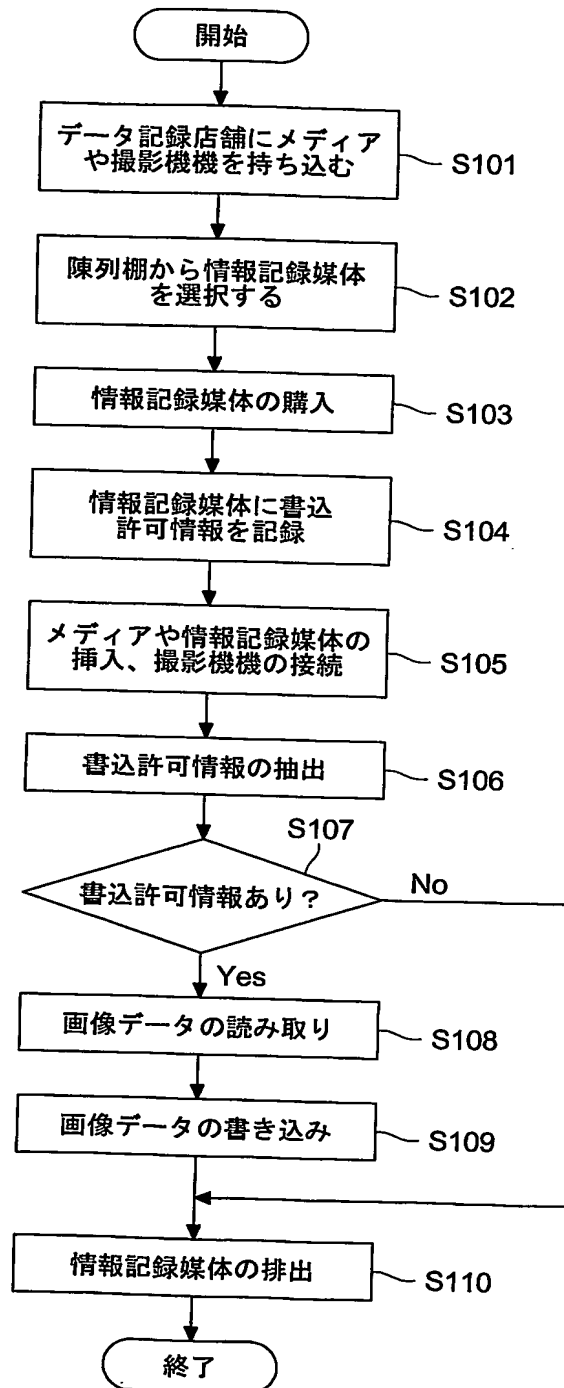 開始
データ記録店舗にメディア
や撮影機機を持ち込む
S101
陳列棚から情報記録媒体
を選択する
S102
情報記録媒体の購入
S103
情報記録媒体に書込
許可情報を記録
S104
メディアや情報記録媒体の
挿入、撮影機機の接続
S105
書込許可情報の抽出
S106
S107
書込許可情報あり？
No
Yes
画像データの読み取り
S108
画像データの書き込み
S109
情報記録媒体の排出
S110
終了